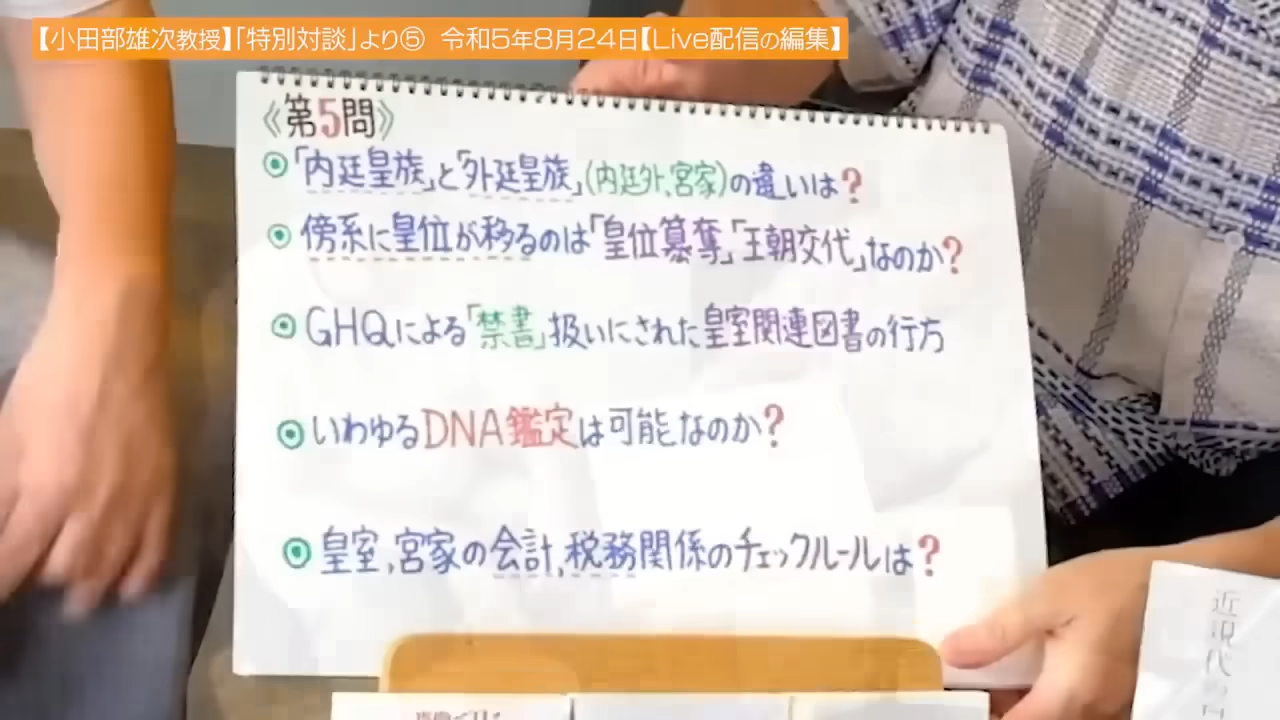 【小田部雄次教授】「特別対談」より⑤ 令和5年8月24日【Live配信の編集】
《第5問》
◉「内廷皇族」と「外廷皇族」(内廷外、宮家)の違いは?
◉傍系に皇位が移るのは「皇位簒奪」「王朝交代」なのか?
◉GHQによる「禁書」扱いにされた皇室関連図書の行方
◉いわゆるDNA鑑定は可能なのか?
◉皇室、宮家の会計、税務関係のチェックルールは?
近現代